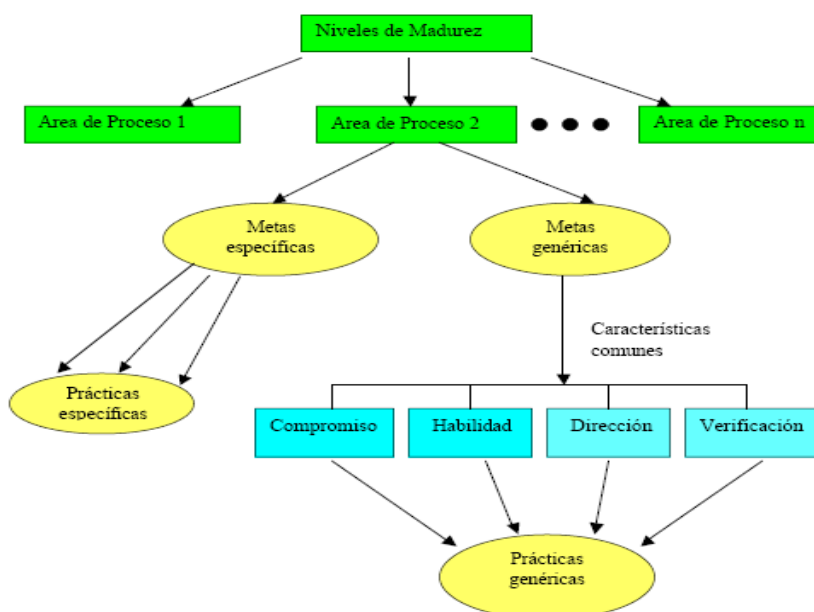 Niveles de Madurez
Area de Proceso 1
Area de Proceso 2
Area de Proceso n
Metas
específicas
Metas
genéricas
Características
comunes
Prácticas
específicas
Compromiso
Habilidad
Dirección
Verificación
Prácticas
genéricas